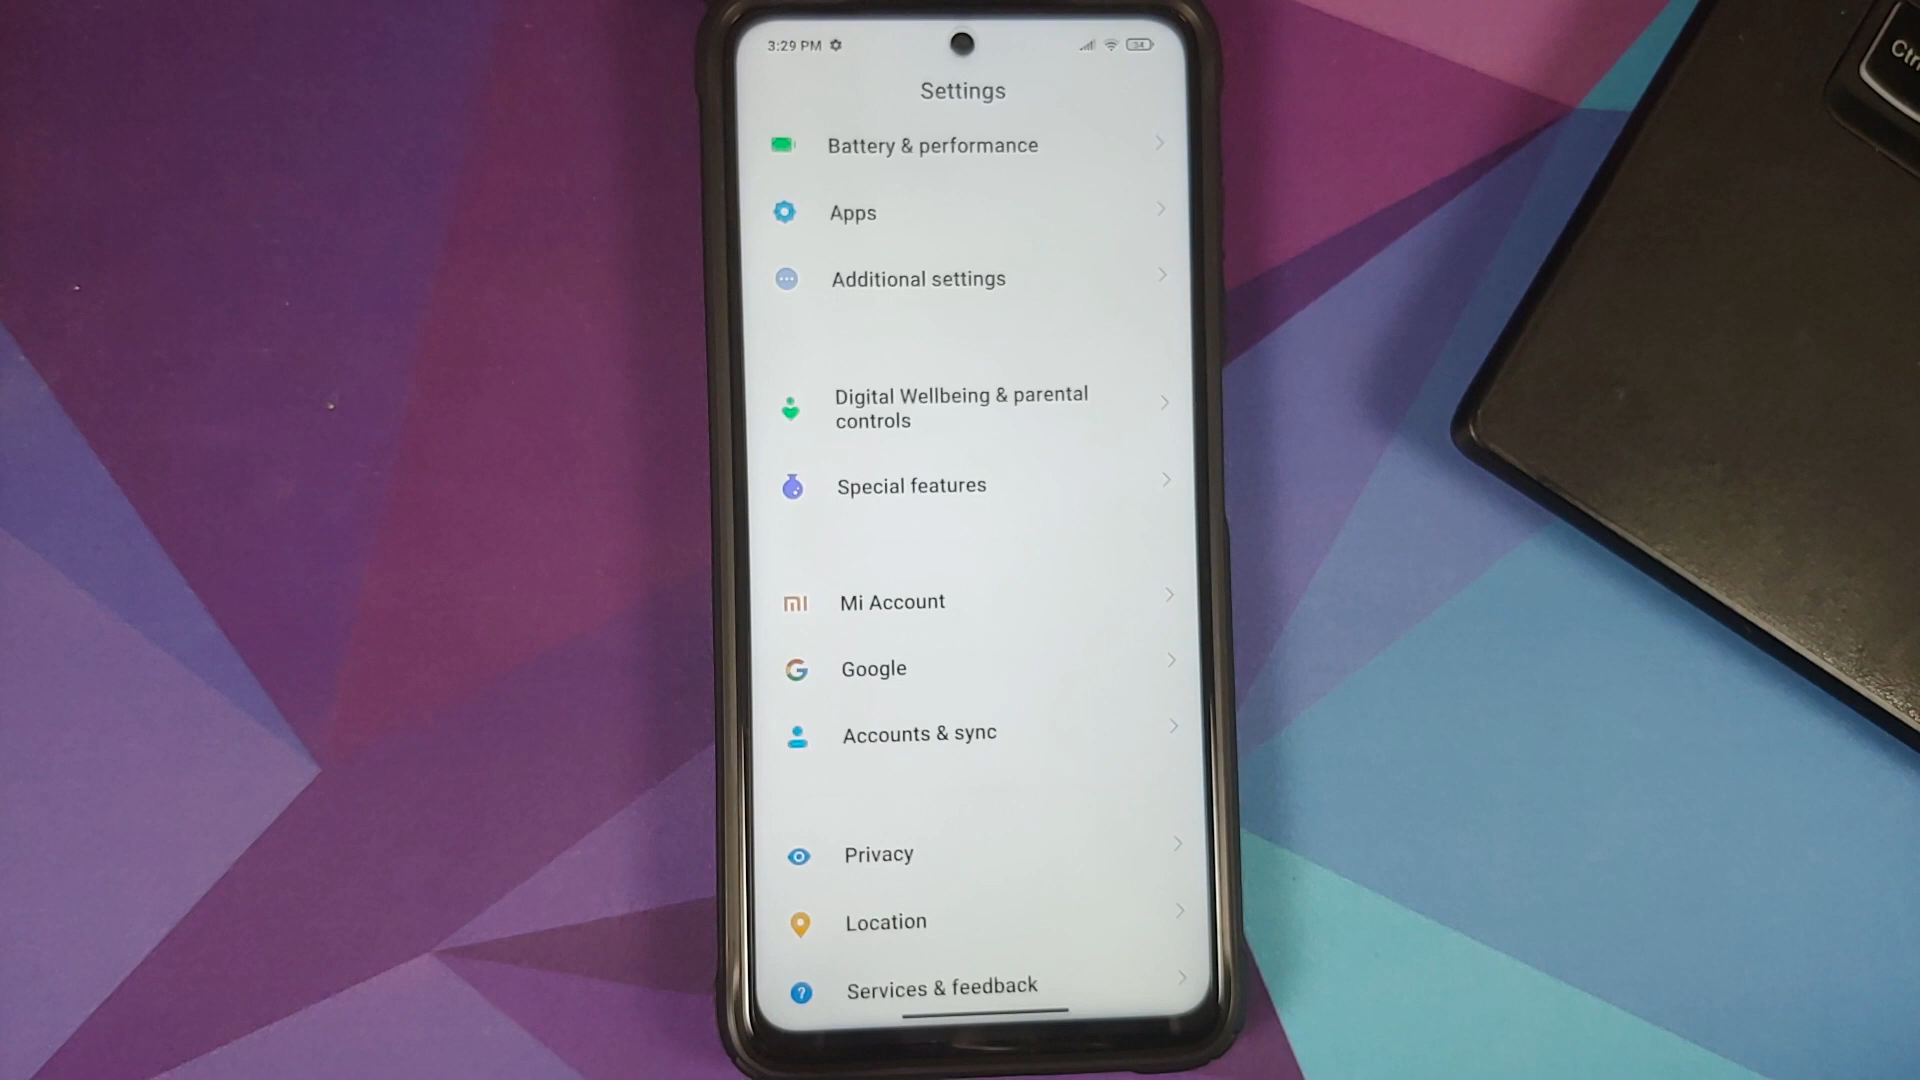 3:29 PM
34
Settings
Battery & performance
Apps
Additional settings
Digital Wellbeing & parental
controls
Special features
Mi Account
Google
Accounts & sync
Privacy
Location
Services & feedback